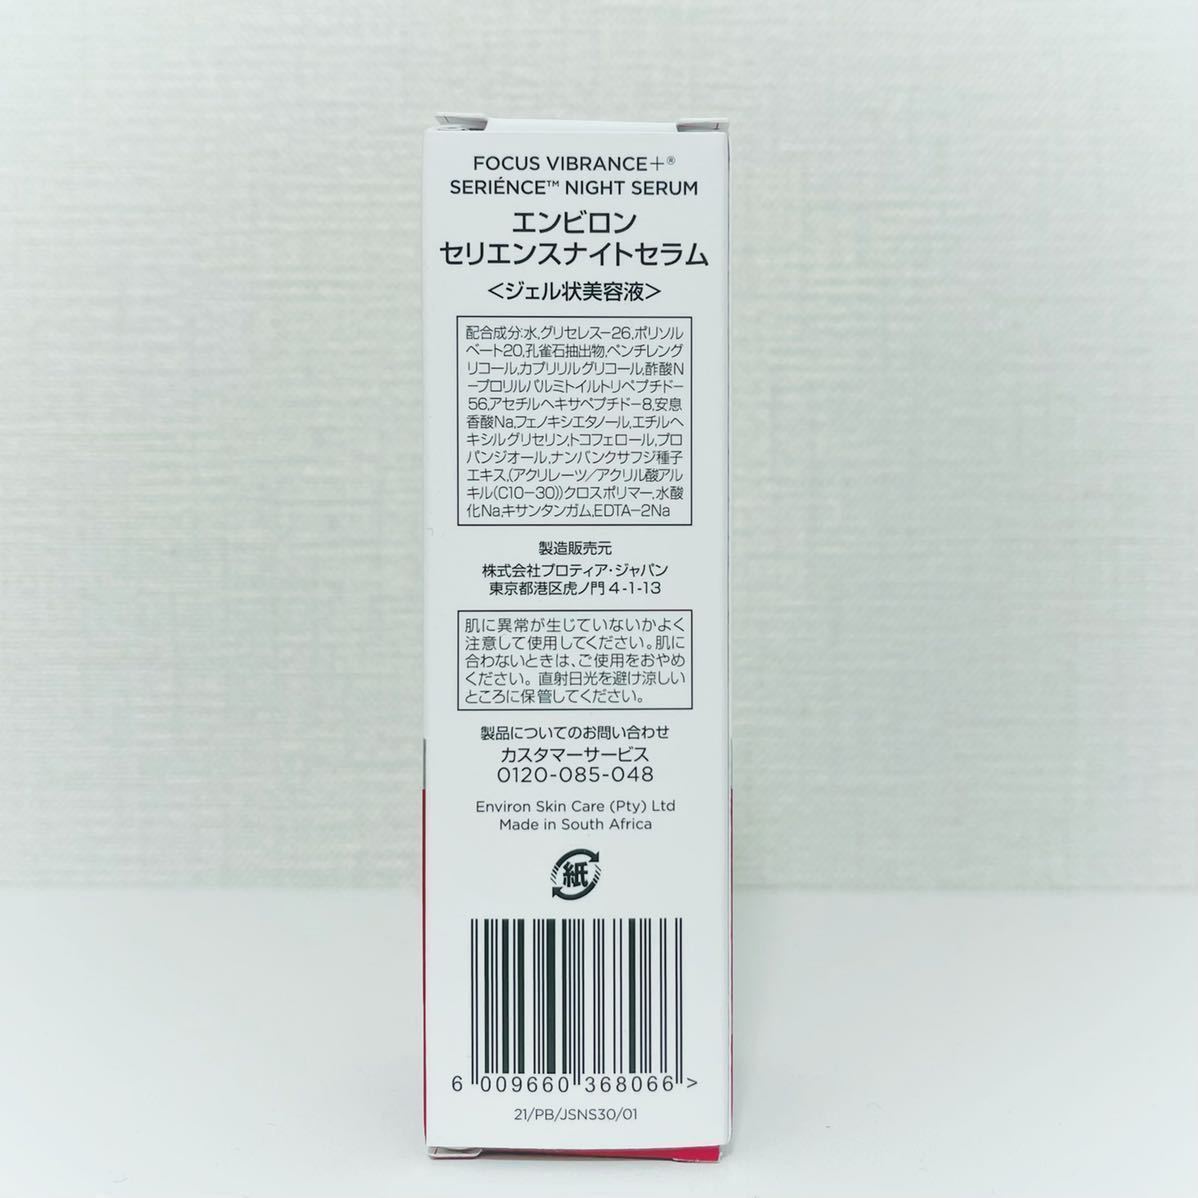 FOCUS VIBRANCE+®
SERIÉNCE™ NIGHT SERUM
エンビロン
セリエンスナイトセラム
＜ジェル状美容液＞
配合成分:水,グリセレス-26,ポリソル
ベート20,孔雀石抽出物,ペンチレング
リコール,カプリリルグリコール,酢酸N
-プロリルパルミトイルトリペプチド-
56,アセチルヘキサペプチド-8,安息
香酸Na,フェノキシエタノール,エチルヘ
キシルグリセリン,トコフェロール,プロ
パンジオール,ナンバンクサフジ種子
エキス,(アクリレーツ/アクリル酸アル
キル(C10-30))クロスポリマー,水酸
化Na,キサンタンガム,EDTA-2Na
製造販売元
株式会社プロティア・ジャパン
東京都港区虎ノ門4-1-13
肌に異常が生じていないかよく
注意して使用してください。肌に
合わないときは、ご使用をおやめ
ください。直射日光を避け涼しい
ところに保管してください。
製品についてのお問い合わせ
カスタマーサービス
0120-085-048
Environ Skin Care (Pty) Ltd
Made in South Africa
紙
6 009660 368066 >
21/PB/JSNS30/01